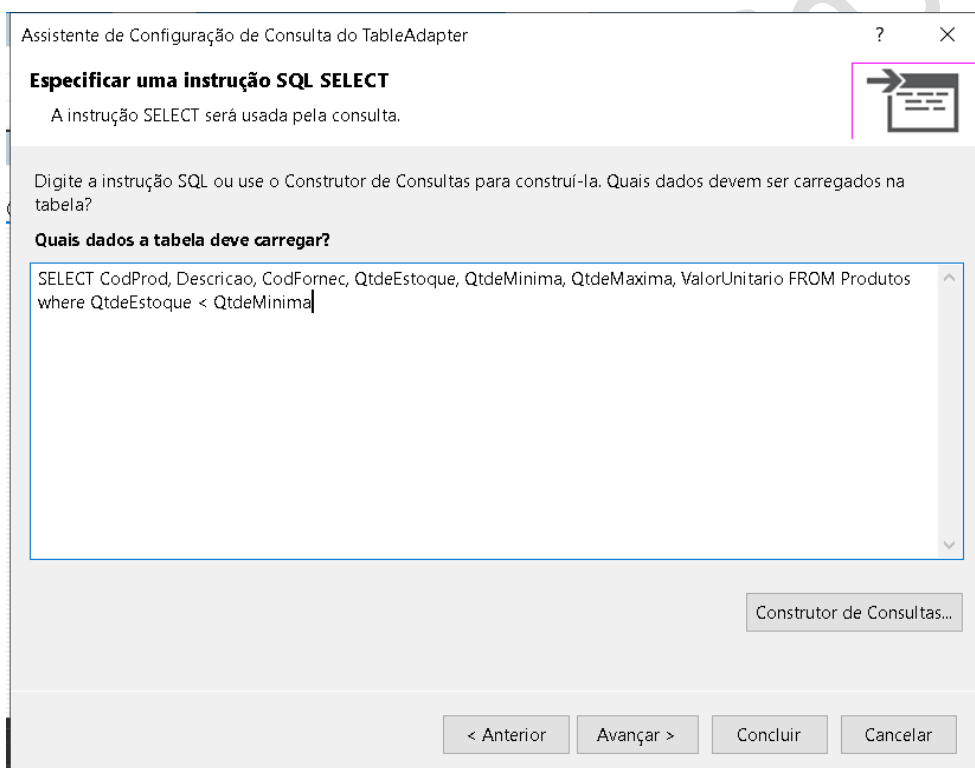 Assistente de Configuração de Consulta do TableAdapter ? ×
Especificar uma instrução SQL SELECT
A instrução SELECT será usada pela consulta.
Digite a instrução SQL ou use o Construtor de Consultas para construí-la. Quais dados devem ser carregados na
tabela?
Quais dados a tabela deve carregar?
SELECT CodProd, Descricao, CodFornec, QtdeEstoque, QtdeMinima, QtdeMaxima, ValorUnitario FROM Produtos
where QtdeEstoque < QtdeMinima
Construtor de Consultas...
< Anterior Avançar > Concluir Cancelar